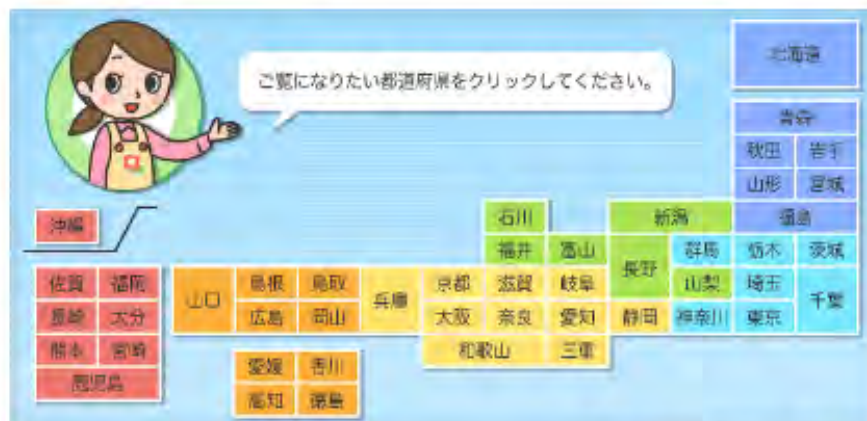 ご覧になりたい都道府県をクリックしてください。
北海道
青森
秋田 岩手
山形 宮城
沖縄 石川 新潟 福島
福井 富山 長野 群馬 栃木 茨城
佐賀 福岡 山口 島根 鳥取 兵庫 京都 滋賀 岐阜 山梨 埼玉 千葉
長崎 大分 広島 岡山 大阪 奈良 愛知 静岡 神奈川 東京
熊本 宮崎 和歌山 三重
鹿児島 愛媛 香川
高知 徳島